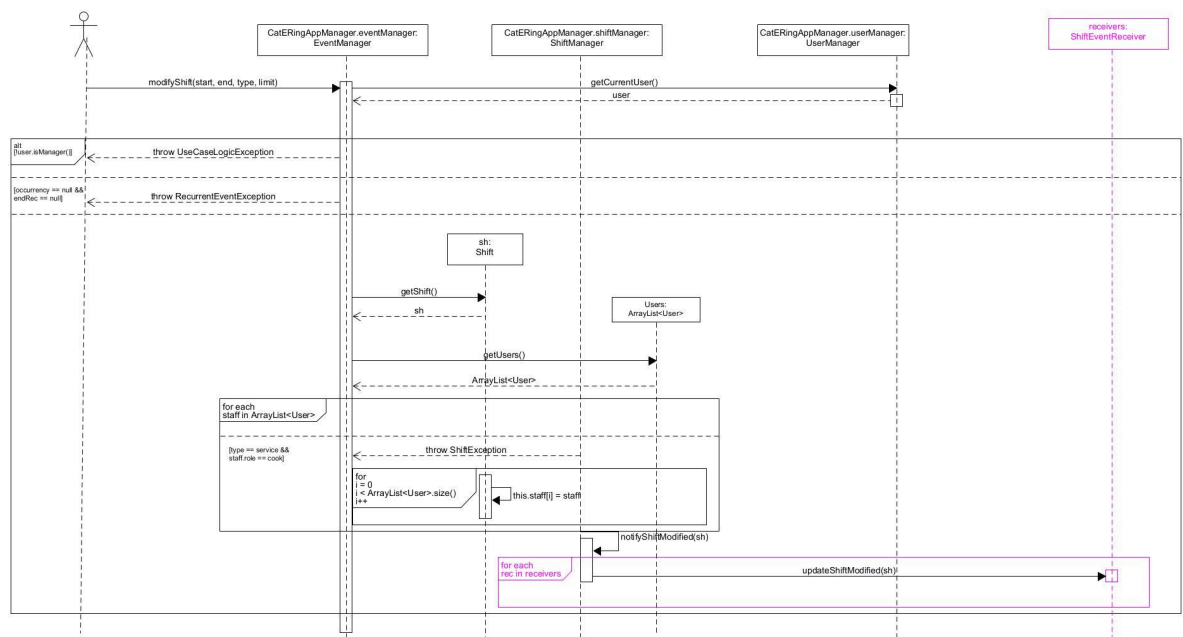 CatERingAppManager.eventManager:
EventManager
CatERingAppManager.shiftManager:
ShiftManager
CatERingAppManager.userManager:
UserManager
receivers:
ShiftEventReceiver
modifyShift(start, end, type, limit)
getCurrentUser()
user
alt
[!user.isManager()]
throw UseCaseLogicException
[occurrency == null &&
endRec == null]
throw RecurrentEventException
sh:
Shift
getShift()
sh
Users:
ArrayList<User>
getUsers()
ArrayList<User>
for each
staff in ArrayList<User>
[type == service &&
staff.role == cook]
throw ShiftException
for
i = 0
i < ArrayList<User>.size()
i++
this.staff[i] = staff
notifyShiftModified(sh)
for each
rec in receivers
updateShiftModified(sh)